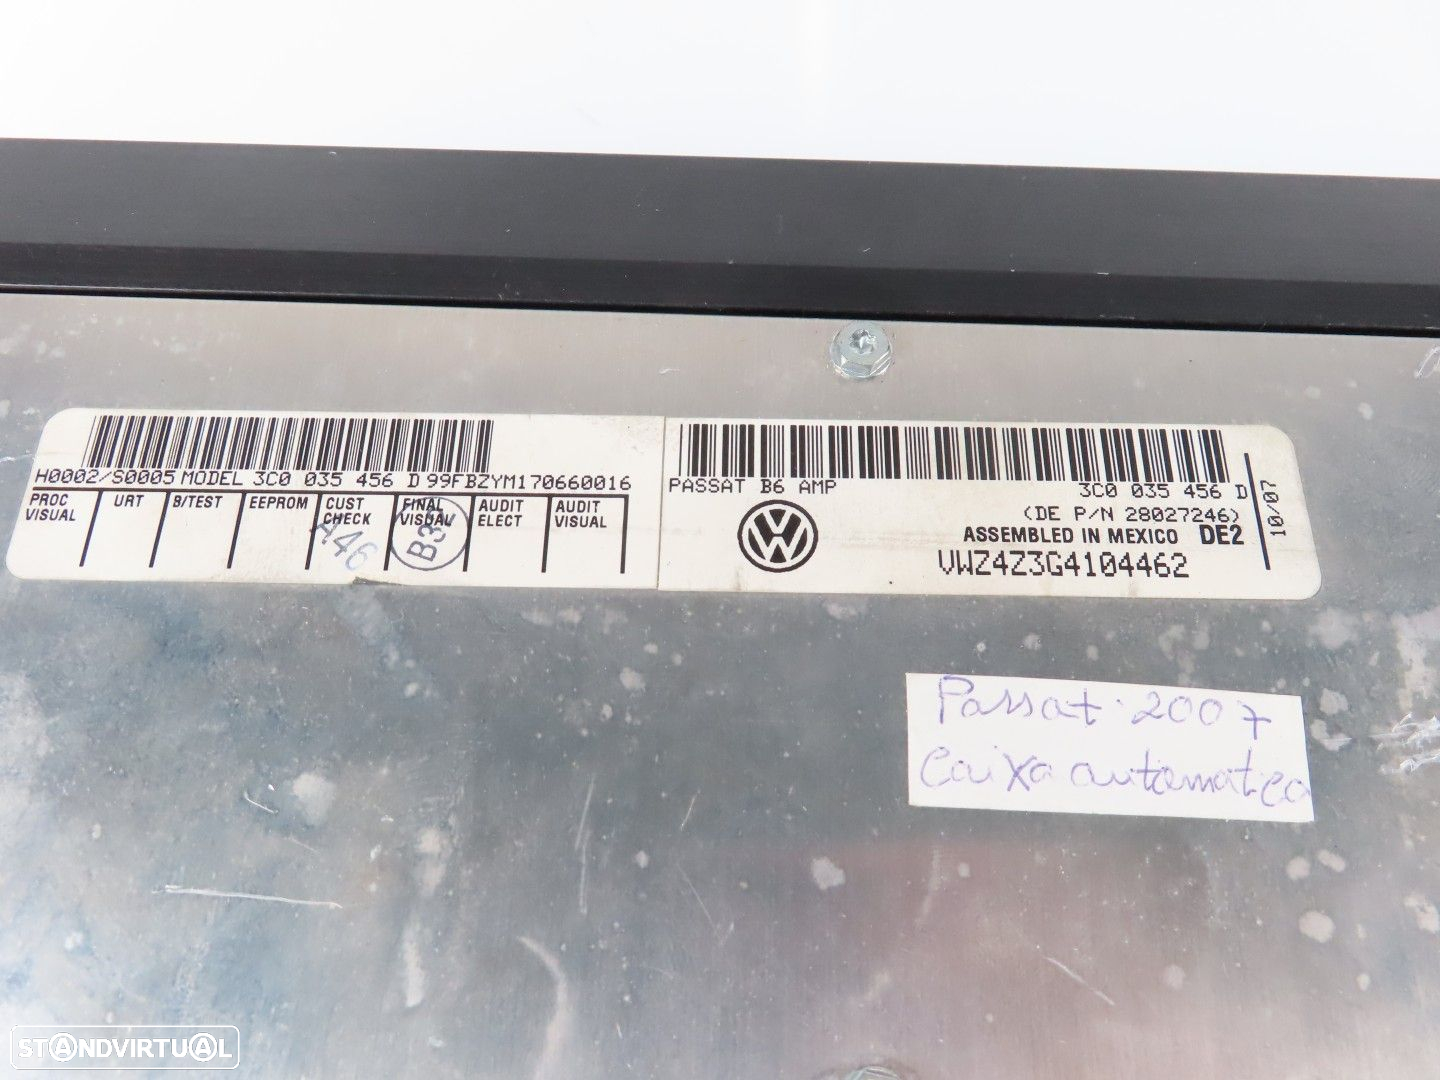 H0002/S0005 MODEL 3C0 035 456 D 99FBZYM170660016
PROC VISUAL
URT
B/TEST
EEPROM
CUST CHECK
FINAL VISUAL
AUDIT ELECT
AUDIT VISUAL
A46
B32
PASSAT B6 AMP
3C0 035 456 D
(DE P/N 28027246)
ASSEMBLED IN MEXICO DE2
VWZ4Z3G4104462
10/07
Passat 2007
Caixa automatica
STANDVIRTUAL